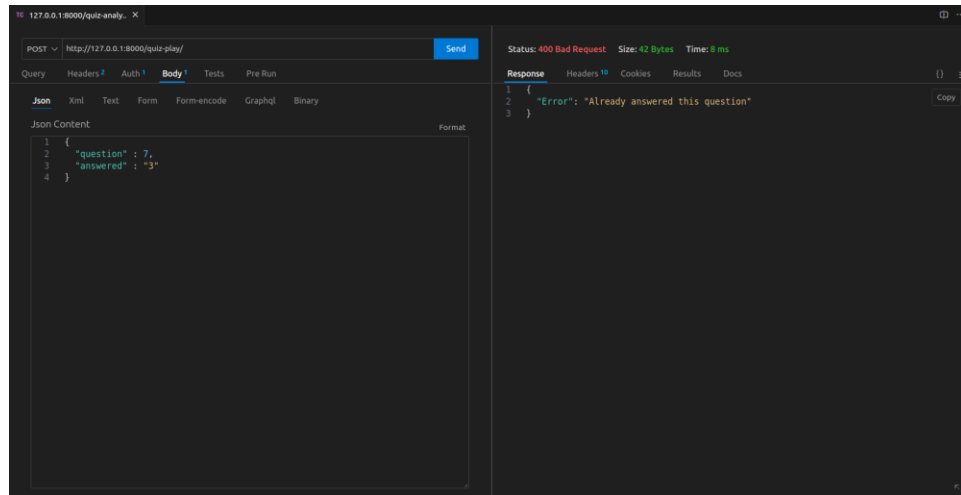 TC 127.0.0.1:8000/quiz-analy.. ×
POST http://127.0.0.1:8000/quiz-play/ Send
Status: 400 Bad Request Size: 42 Bytes Time: 8 ms
Query Headers 2 Auth 1 Body 1 Tests Pre Run
Response Headers 10 Cookies Results Docs {}
Json Xml Text Form Form-encode Graphql Binary
Json Content
Format
1 {
2 "question" : 7,
3 "answered" : "3"
4 }
1 {
2 "Error": "Already answered this question"
3 }
Copy